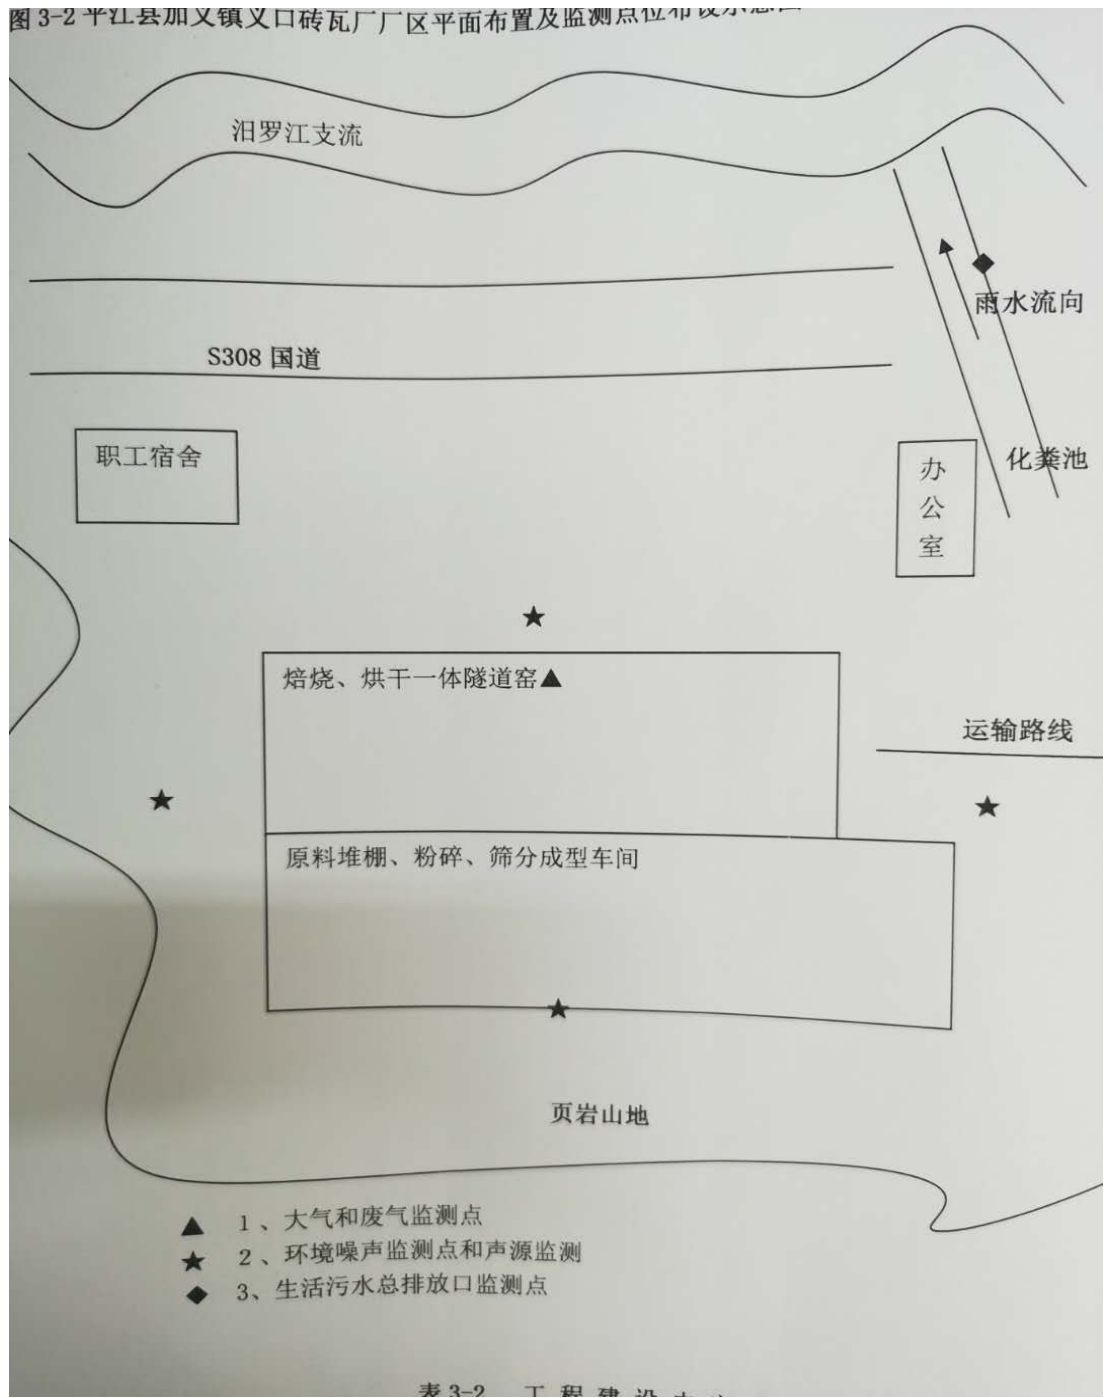 图 3-2 平江县加义镇义口砖瓦厂厂区平面布置及监测点位布设示意图
汨罗江支流
雨水流向
S308 国道
职工宿舍
办公室
化粪池
焙烧、烘干一体隧道窑▲
运输路线
原料堆棚、粉碎、筛分成型车间
页岩山地
▲ 1、大气和废气监测点
★ 2、环境噪声监测点和声源监测
◆ 3、生活污水总排放口监测点
表 3-2 工 程 建 设